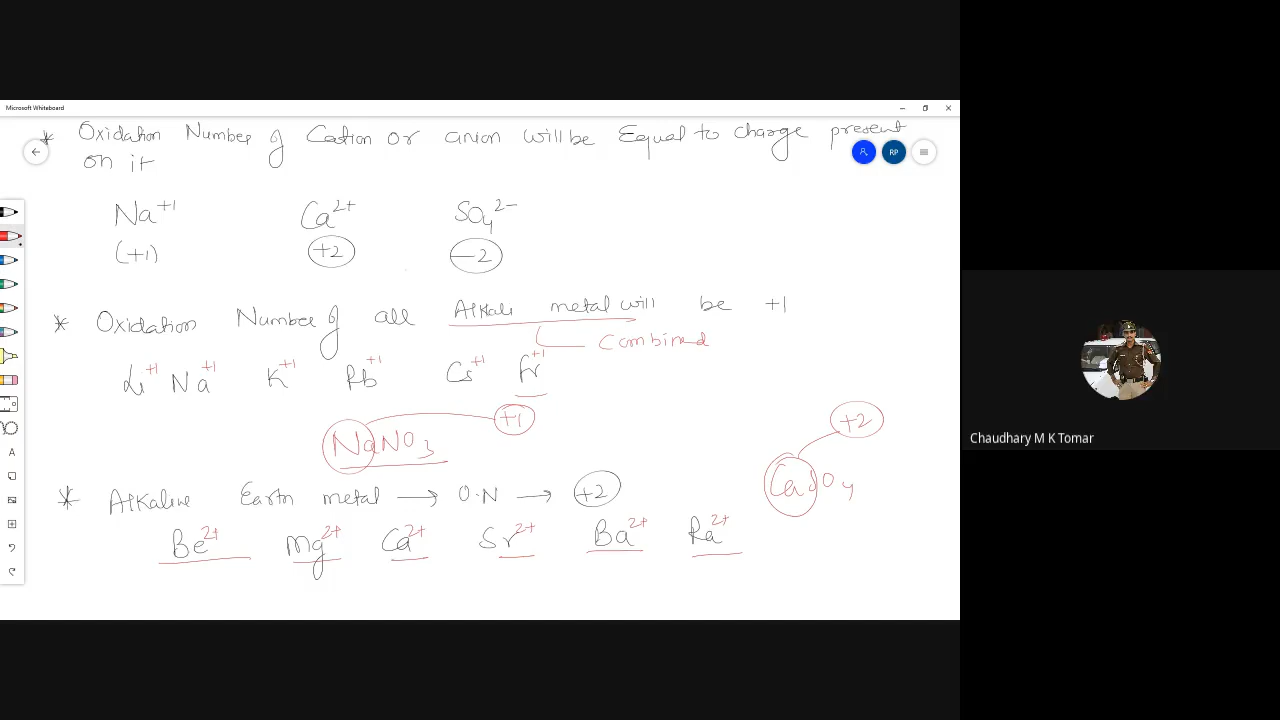 Microsoft Whiteboard
* Oxidation Number of Cation or anion will be Equal to charge present
on it
RP
Na+1 Ca2+ SO42-
(+1) +2 -2
* Oxidation Number of all Alkali metal will be +1
Combined
Li+1 Na+1 K+1 Rb+1 Cs+1 Fr+1
+1
NaNO3
+2
CaSO4
Chaudhary M K Tomar
* Alkaline Earth metal → O.N → +2
Be2+ Mg2+ Ca2+ Sr2+ Ba2+ Ra2+